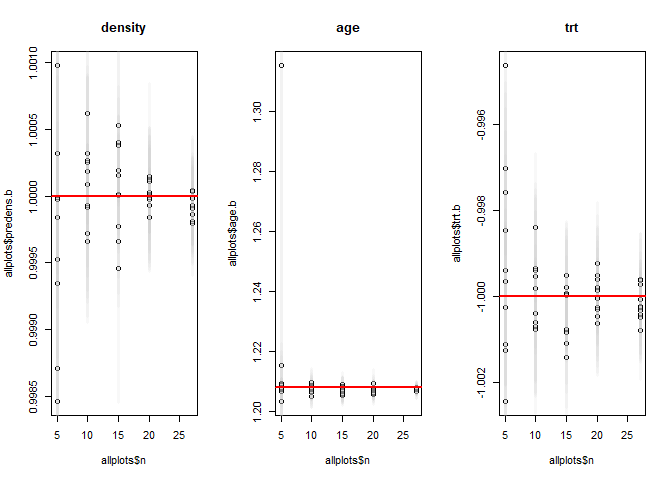 density
allplots$predens.b
1.0010
1.0005
1.0000
0.9995
0.9990
0.9985
5 10 15 20 25
allplots$n
age
allplots$age.b
1.30
1.28
1.26
1.24
1.22
1.20
5 10 15 20 25
allplots$n
trt
allplots$trt.b
-0.996
-0.998
-1.000
-1.002
5 10 15 20 25
allplots$n